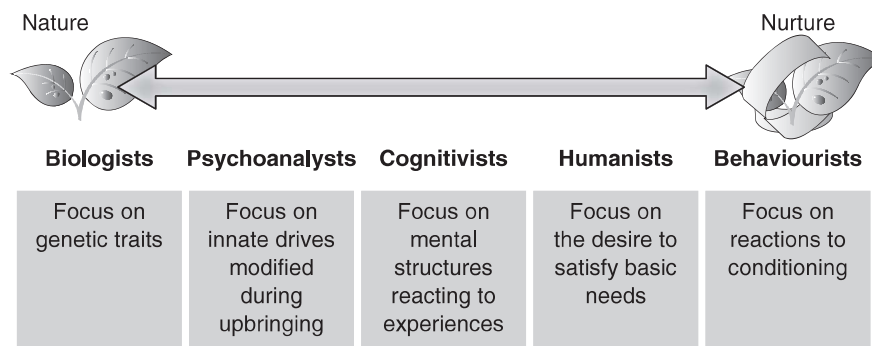 Nature
Nurture
Biologists
Psychoanalysts
Cognitivists
Humanists
Behaviourists
Focus on
genetic traits
Focus on
innate drives
modified
during
upbringing
Focus on
mental
structures
reacting to
experiences
Focus on
the desire to
satisfy basic
needs
Focus on
reactions to
conditioning